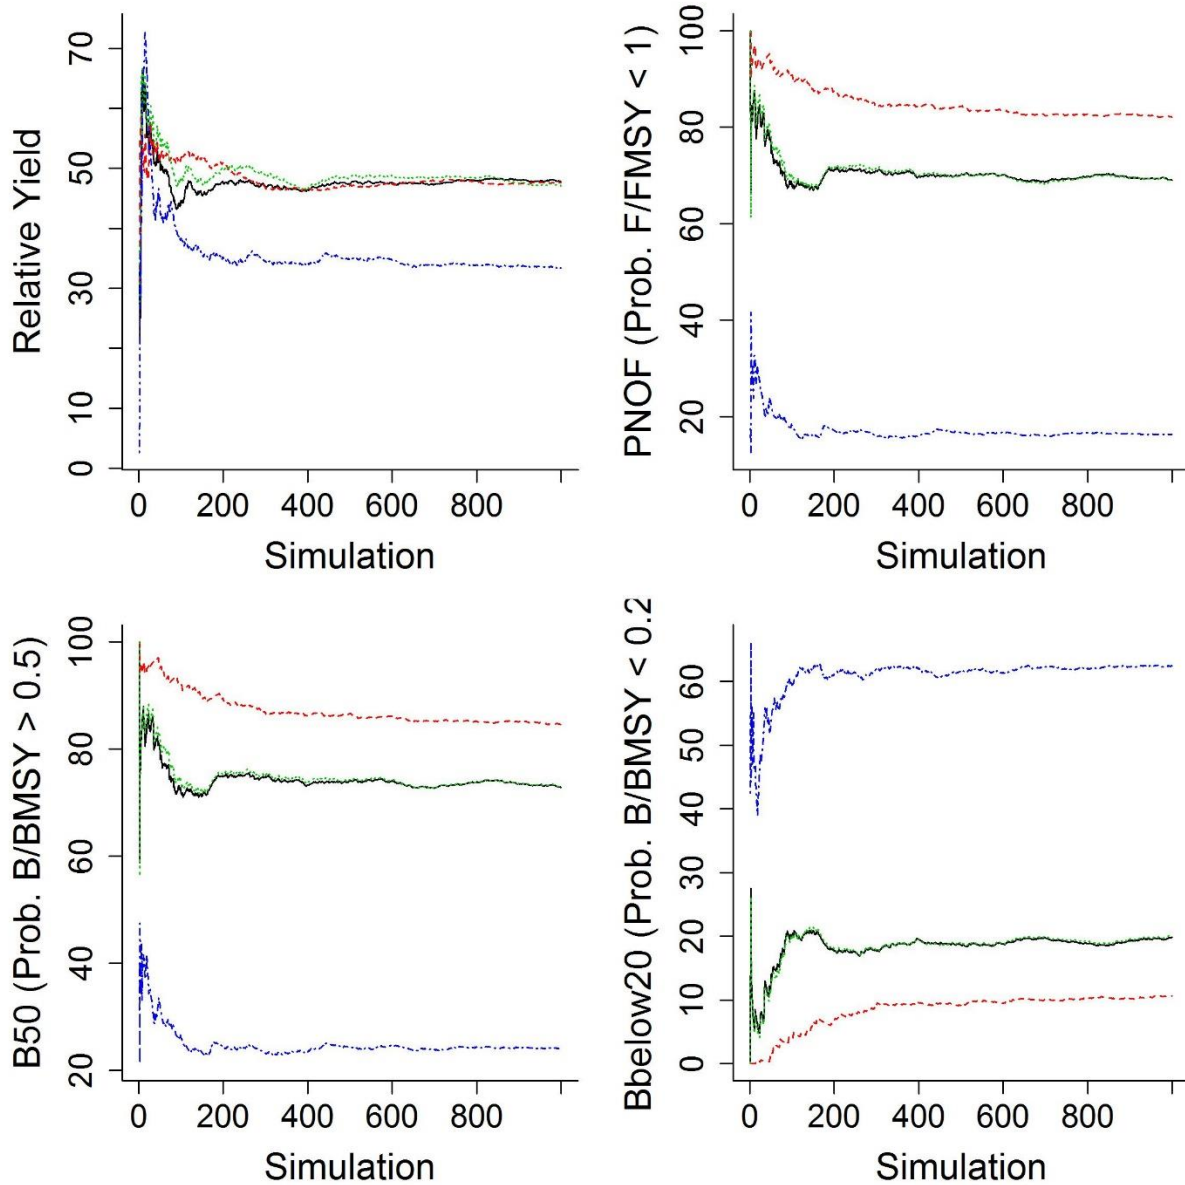 Relative Yield
0 10 30 50 70
0 200 400 600 800
Simulation
PNOF (Prob. F/FMSY < 1)
20 40 60 80 100
0 200 400 600 800
Simulation
B50 (Prob. B/BMSY > 0.5)
20 40 60 80 100
0 200 400 600 800
Simulation
Bbelow20 (Prob. B/BMSY < 0.2
0 10 20 30 40 50 60
0 200 400 600 800
Simulation